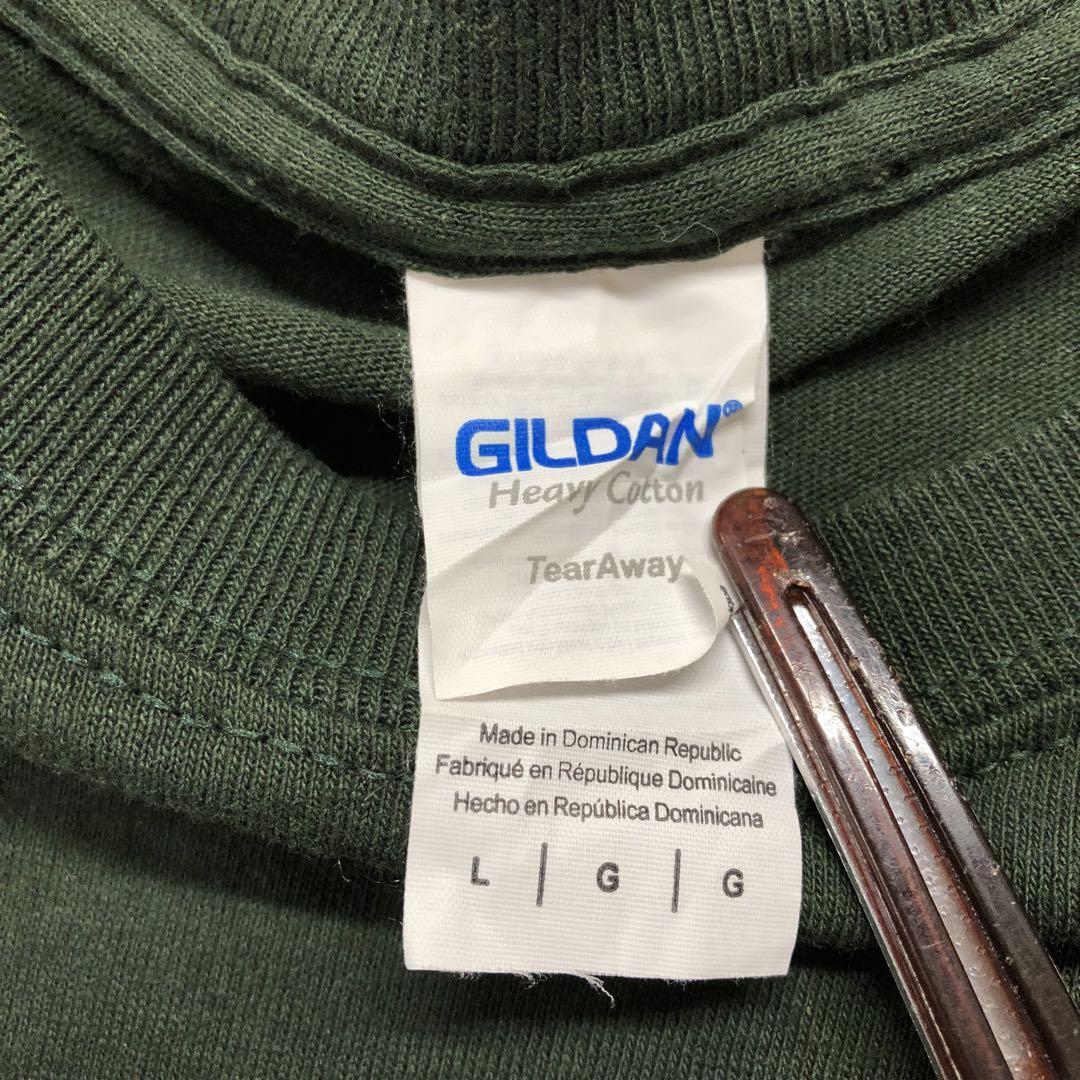 GILDAN®
Heavy Cotton
TearAway
Made in Dominican Republic
Fabriqué en République Dominicaine
Hecho en República Dominicana
L | G | G